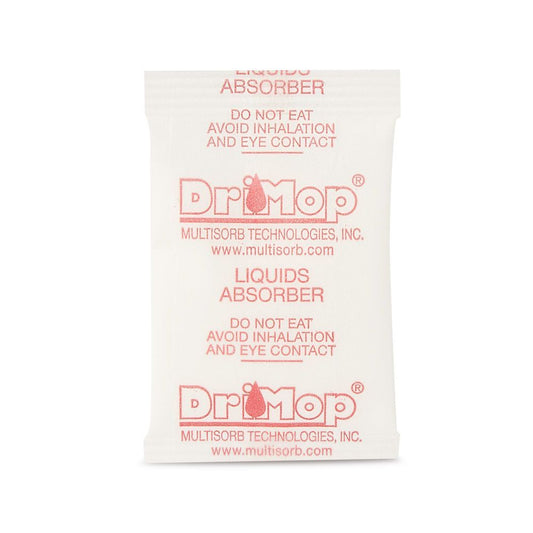 LIQUIDS
ABSORBER
DO NOT EAT
AVOID INHALATION
AND EYE CONTACT
DriMop®
MULTISORB TECHNOLOGIES, INC.
www.multisorb.com
LIQUIDS
ABSORBER
DO NOT EAT
AVOID INHALATION
AND EYE CONTACT
DriMop®
MULTISORB TECHNOLOGIES, INC.
www.multisorb.com